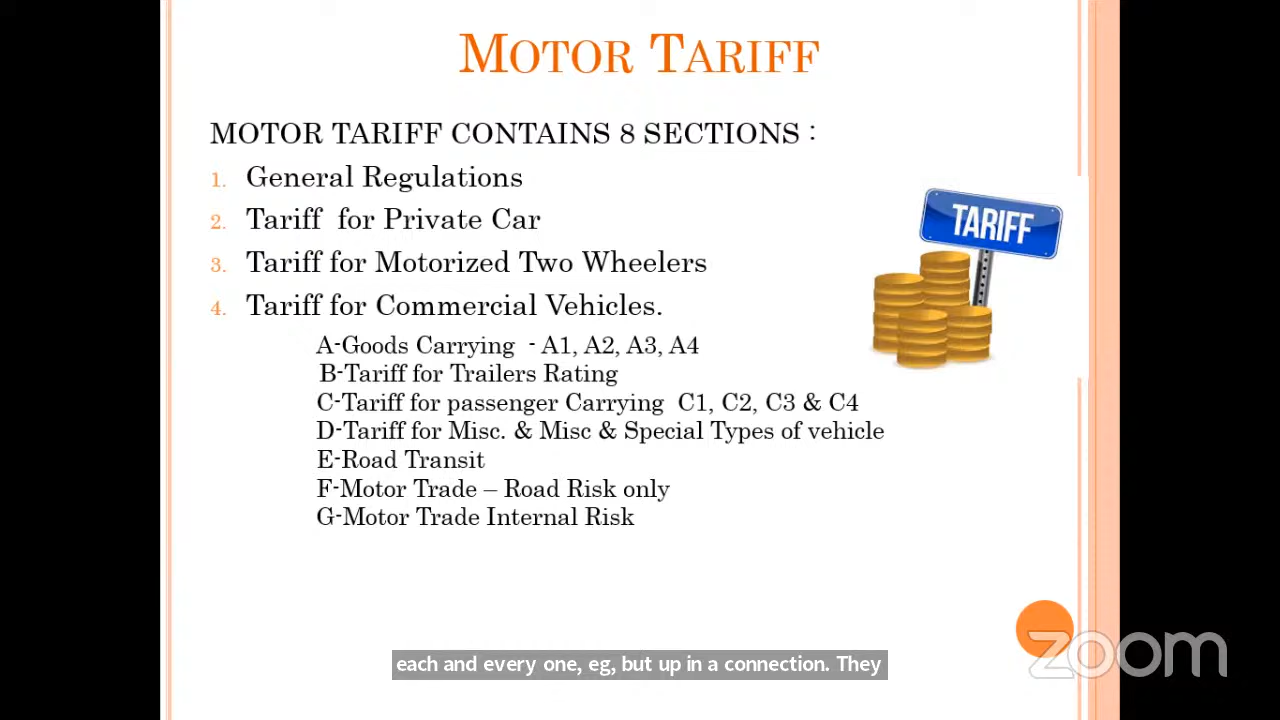 MOTOR TARIFF
MOTOR TARIFF CONTAINS 8 SECTIONS :
1. General Regulations
2. Tariff for Private Car
3. Tariff for Motorized Two Wheelers
4. Tariff for Commercial Vehicles.
A-Goods Carrying - A1, A2, A3, A4
B-Tariff for Trailers Rating
C-Tariff for passenger Carrying C1, C2, C3 & C4
D-Tariff for Misc. & Misc & Special Types of vehicle
E-Road Transit
F-Motor Trade – Road Risk only
G-Motor Trade Internal Risk
TARIFF
each and every one, eg, but up in a connection. They
zoom